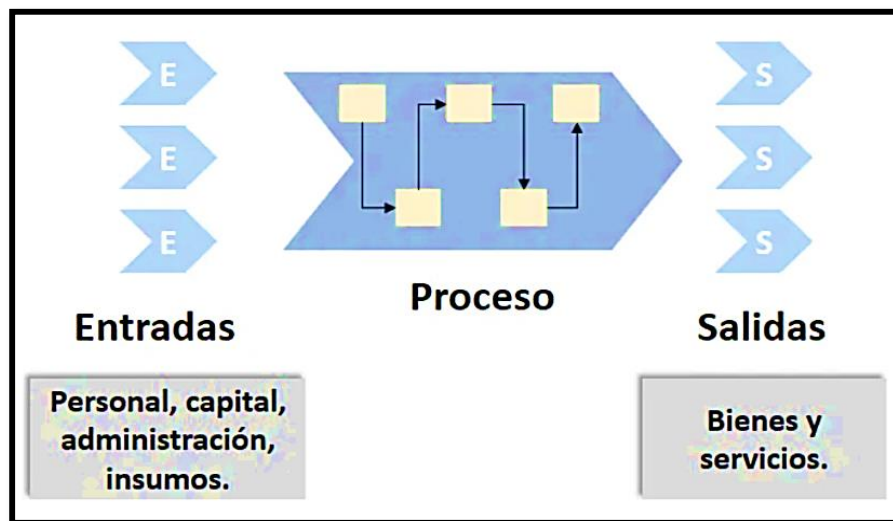 E
S
E
S
E
S
Proceso
Entradas
Salidas
Personal, capital,
administración,
insumos.
Bienes y
servicios.